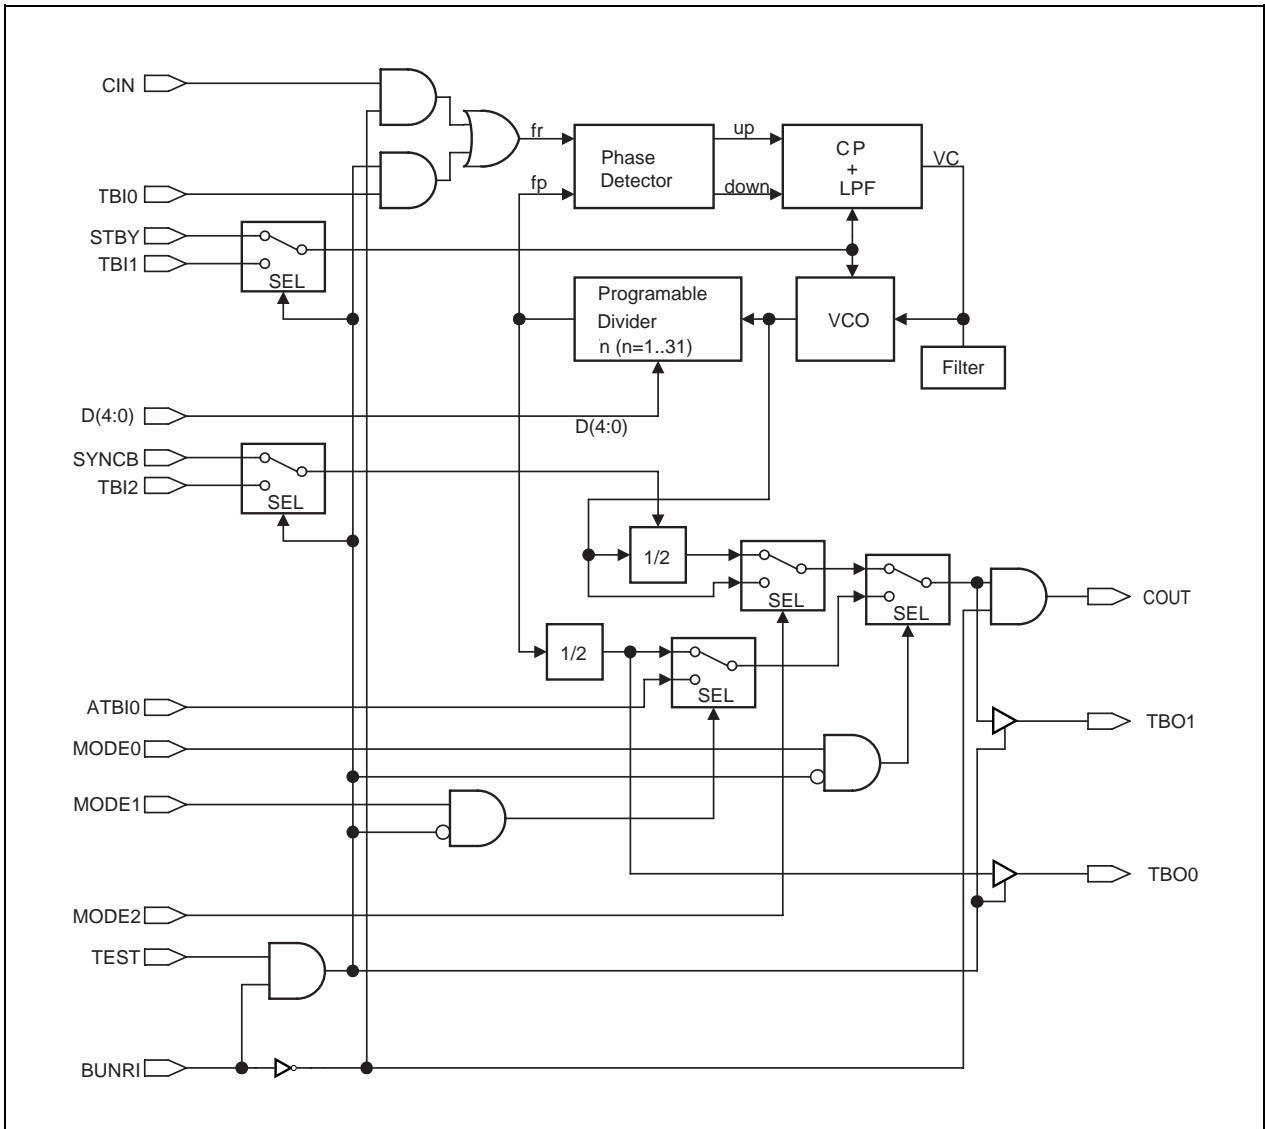 CIN
fr
up
CP
+
LPF
VC
Phase
Detector
fp
down
TBI0
STBY
TBI1
SEL
Programable
Divider
n (n=1..31)
VCO
Filter
D(4:0)
D(4:0)
SYNCB
TBI2
SEL
1/2
SEL
SEL
COUT
1/2
SEL
ATBI0
TBO1
MODE0
MODE1
TBO0
MODE2
TEST
BUNRI